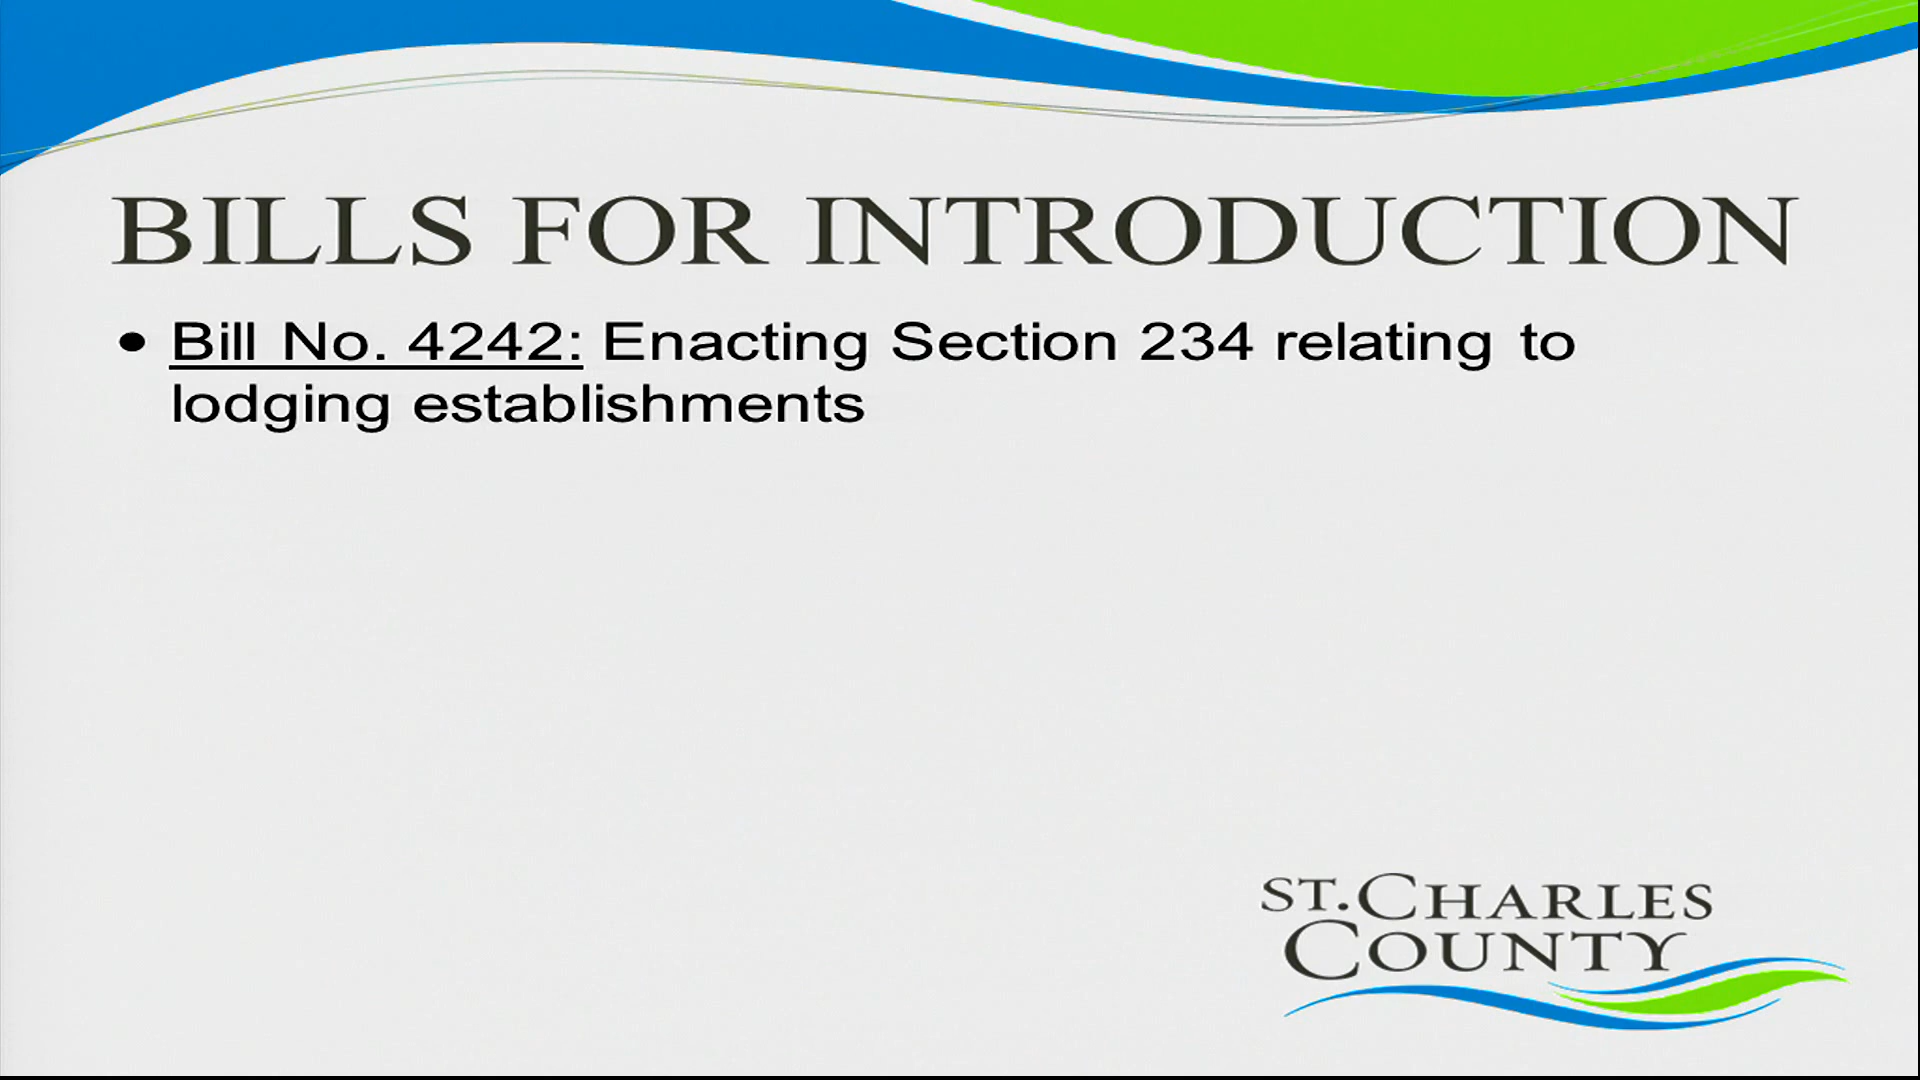 BILLS FOR INTRODUCTION
• Bill No. 4242: Enacting Section 234 relating to
lodging establishments
ST. CHARLES
COUNTY